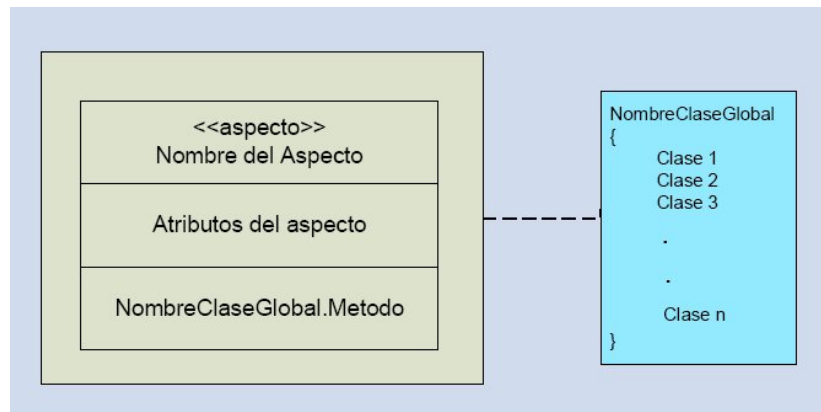 <<aspecto>>
Nombre del Aspecto
Atributos del aspecto
NombreClaseGlobal.Metodo
NombreClaseGlobal
{
Clase 1
Clase 2
Clase 3
.
.
Clase n
}